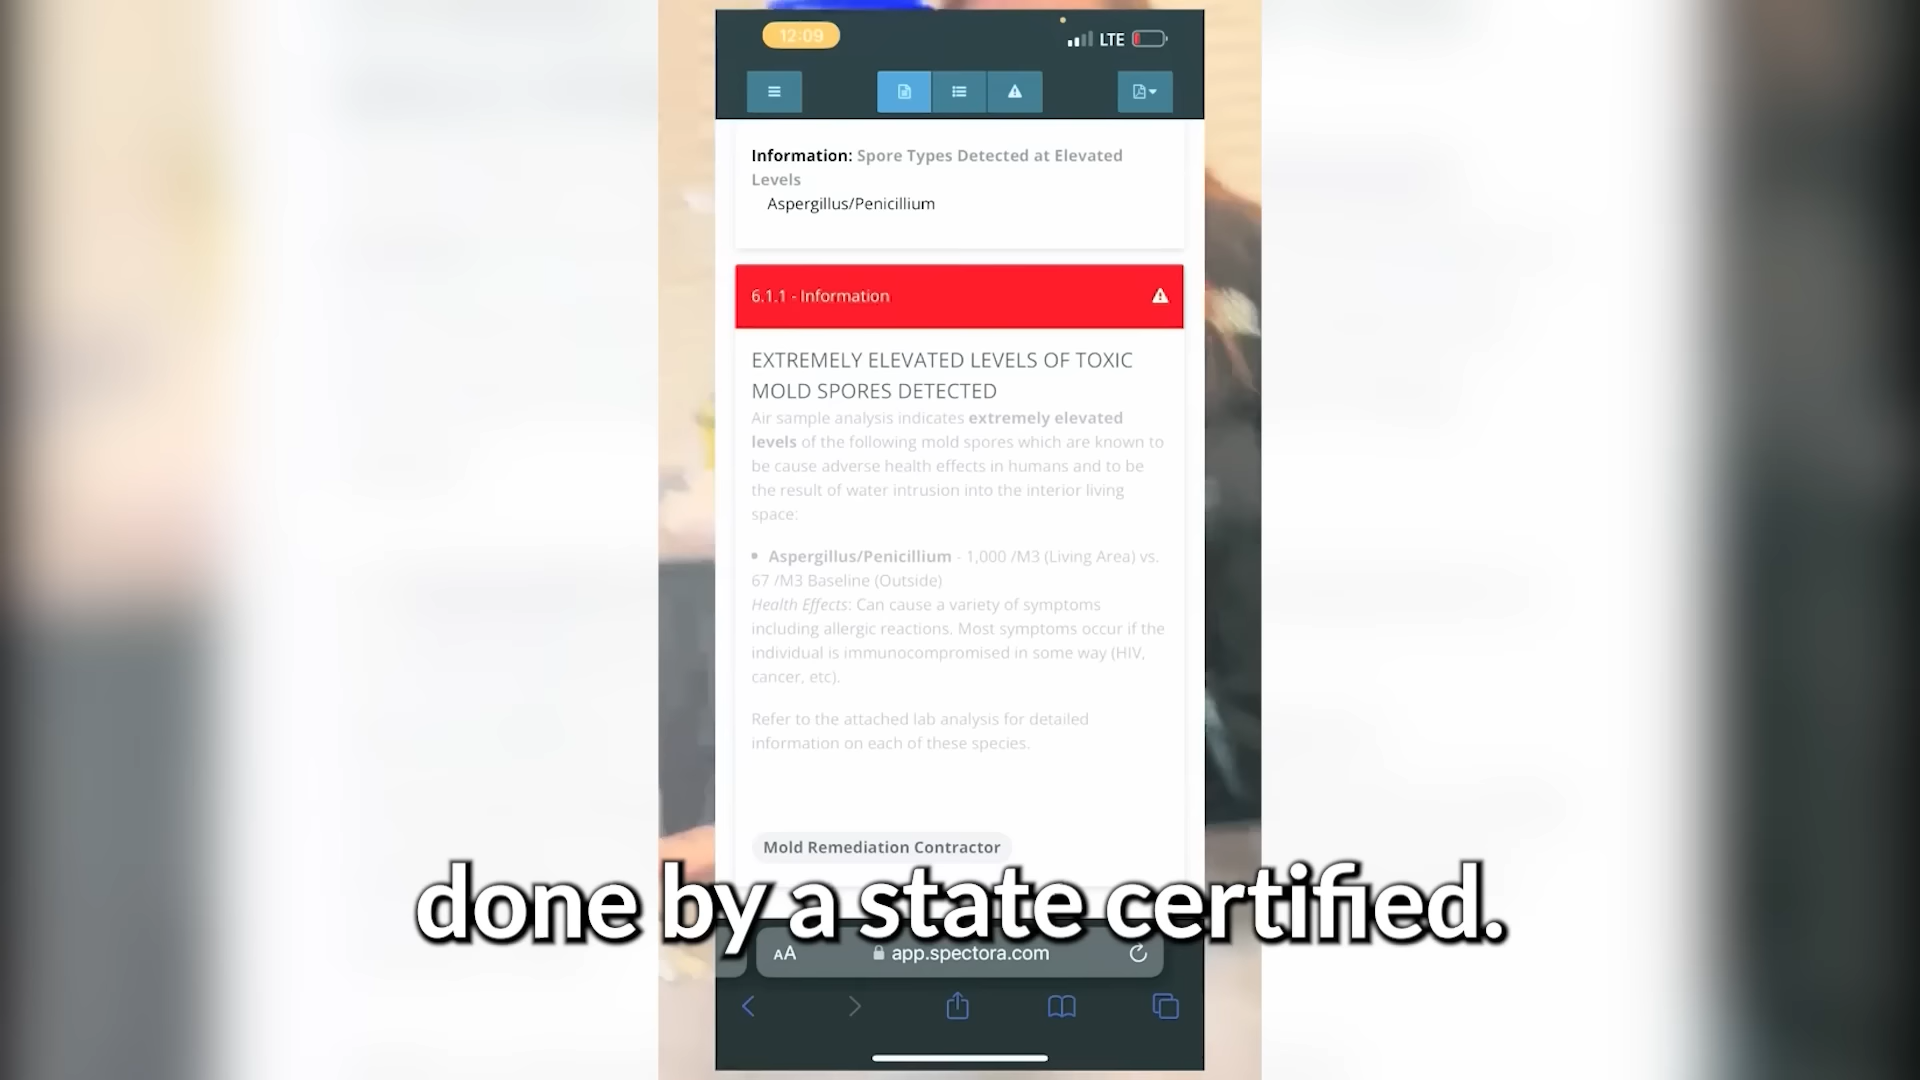 12:09
LTE
Information: Spore Types Detected at Elevated
Levels
Aspergillus/Penicillium
6.1.1 - Information
EXTREMELY ELEVATED LEVELS OF TOXIC
MOLD SPORES DETECTED
Air sample analysis indicates extremely elevated
levels of the following mold spores which are known to
be cause adverse health effects in humans and to be
the result of water intrusion into the interior living
space:
• Aspergillus/Penicillium - 1,000 /M3 (Living Area) vs.
67 /M3 Baseline (Outside)
Health Effects: Can cause a variety of symptoms
including allergic reactions. Most symptoms occur if the
individual is immunocompromised in some way (HIV,
cancer, etc).
Refer to the attached lab analysis for detailed
information on each of these species.
Mold Remediation Contractor
done by a state certified.
AA
app.spectora.com